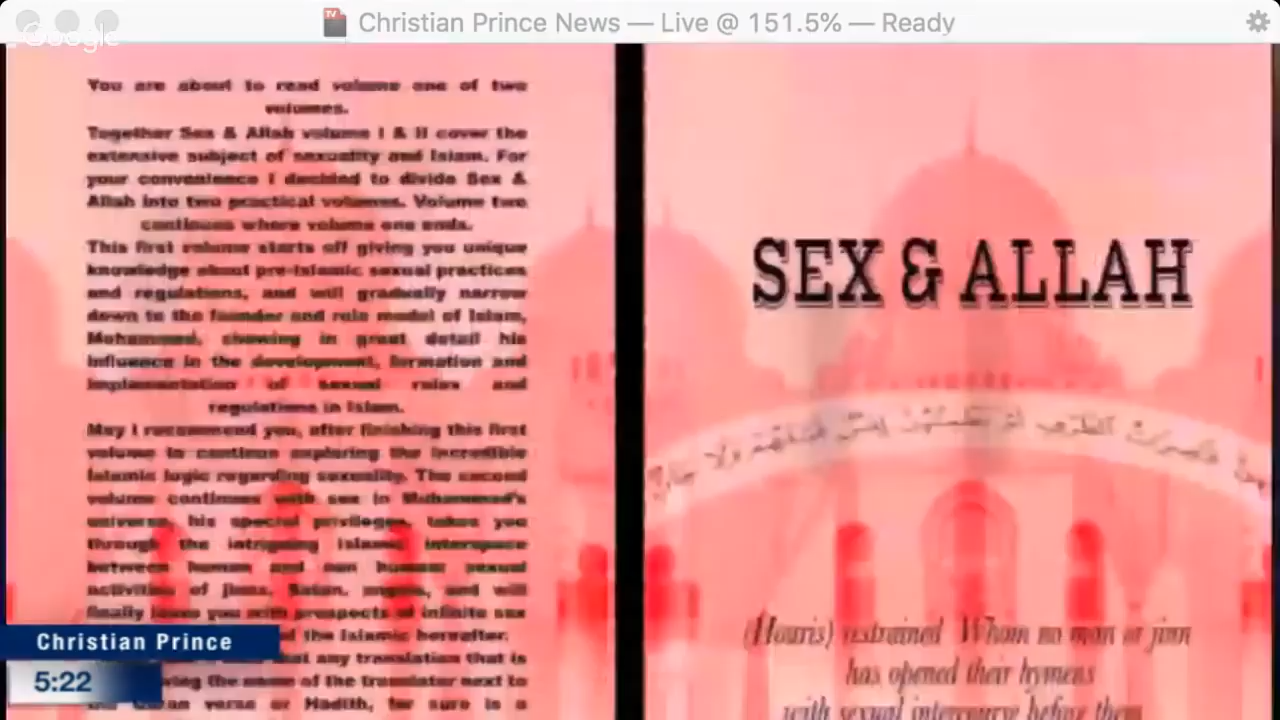 Christian Prince News — Live @ 151.5% — Ready
Google
You are about to read volume one of two
volumes.
Together Sex & Allah volume I & II cover the
extensive subject of sexuality and Islam. For
your convenience I decided to divide Sex &
Allah into two practical volumes. Volume two
continues where volume one ends.
This first volume starts off giving you unique
knowledge about pre-Islamic sexual practices
and regulations, and will gradually narrow
down to the founder and role model of Islam,
Mohammed, showing in great detail his
influence in the development, formation and
implementation of sexual rules and
regulations in Islam.
May I recommend you, after finishing this first
volume to continue exploring the incredible
Islamic logic regarding sexuality. The second
volume continues with sex in Muhammad's
universe, his special privileges, takes you
through the intriguing Islamic interspace
between human and non human sexual
activities of jinns, Satan, angels, and will
finally leave you with prospects of infinite sex
the Islamic hereafter.
any translation that is
the name of the translator next to
verse or Hadith, for sure is a
SEX & ALLAH
(Houris) restrained Whom no man or jinn
has opened their hymens
with sexual intercourse before them
Christian Prince
5:22